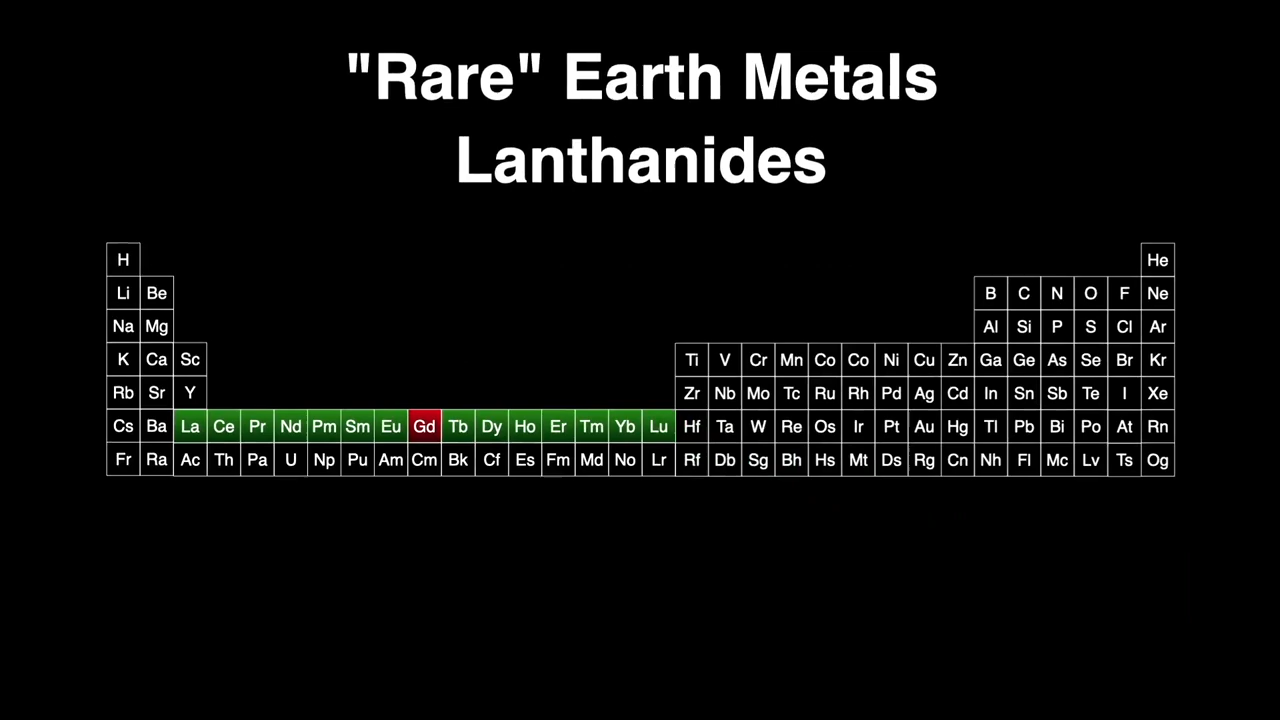 "Rare" Earth Metals
Lanthanides
H He
Li Be B C N O F Ne
Na Mg Al Si P S Cl Ar
K Ca Sc Ti V Cr Mn Co Co Ni Cu Zn Ga Ge As Se Br Kr
Rb Sr Y Zr Nb Mo Tc Ru Rh Pd Ag Cd In Sn Sb Te I Xe
Cs Ba La Ce Pr Nd Pm Sm Eu Gd Tb Dy Ho Er Tm Yb Lu Hf Ta W Re Os Ir Pt Au Hg Tl Pb Bi Po At Rn
Fr Ra Ac Th Pa U Np Pu Am Cm Bk Cf Es Fm Md No Lr Rf Db Sg Bh Hs Mt Ds Rg Cn Nh Fl Mc Lv Ts Og